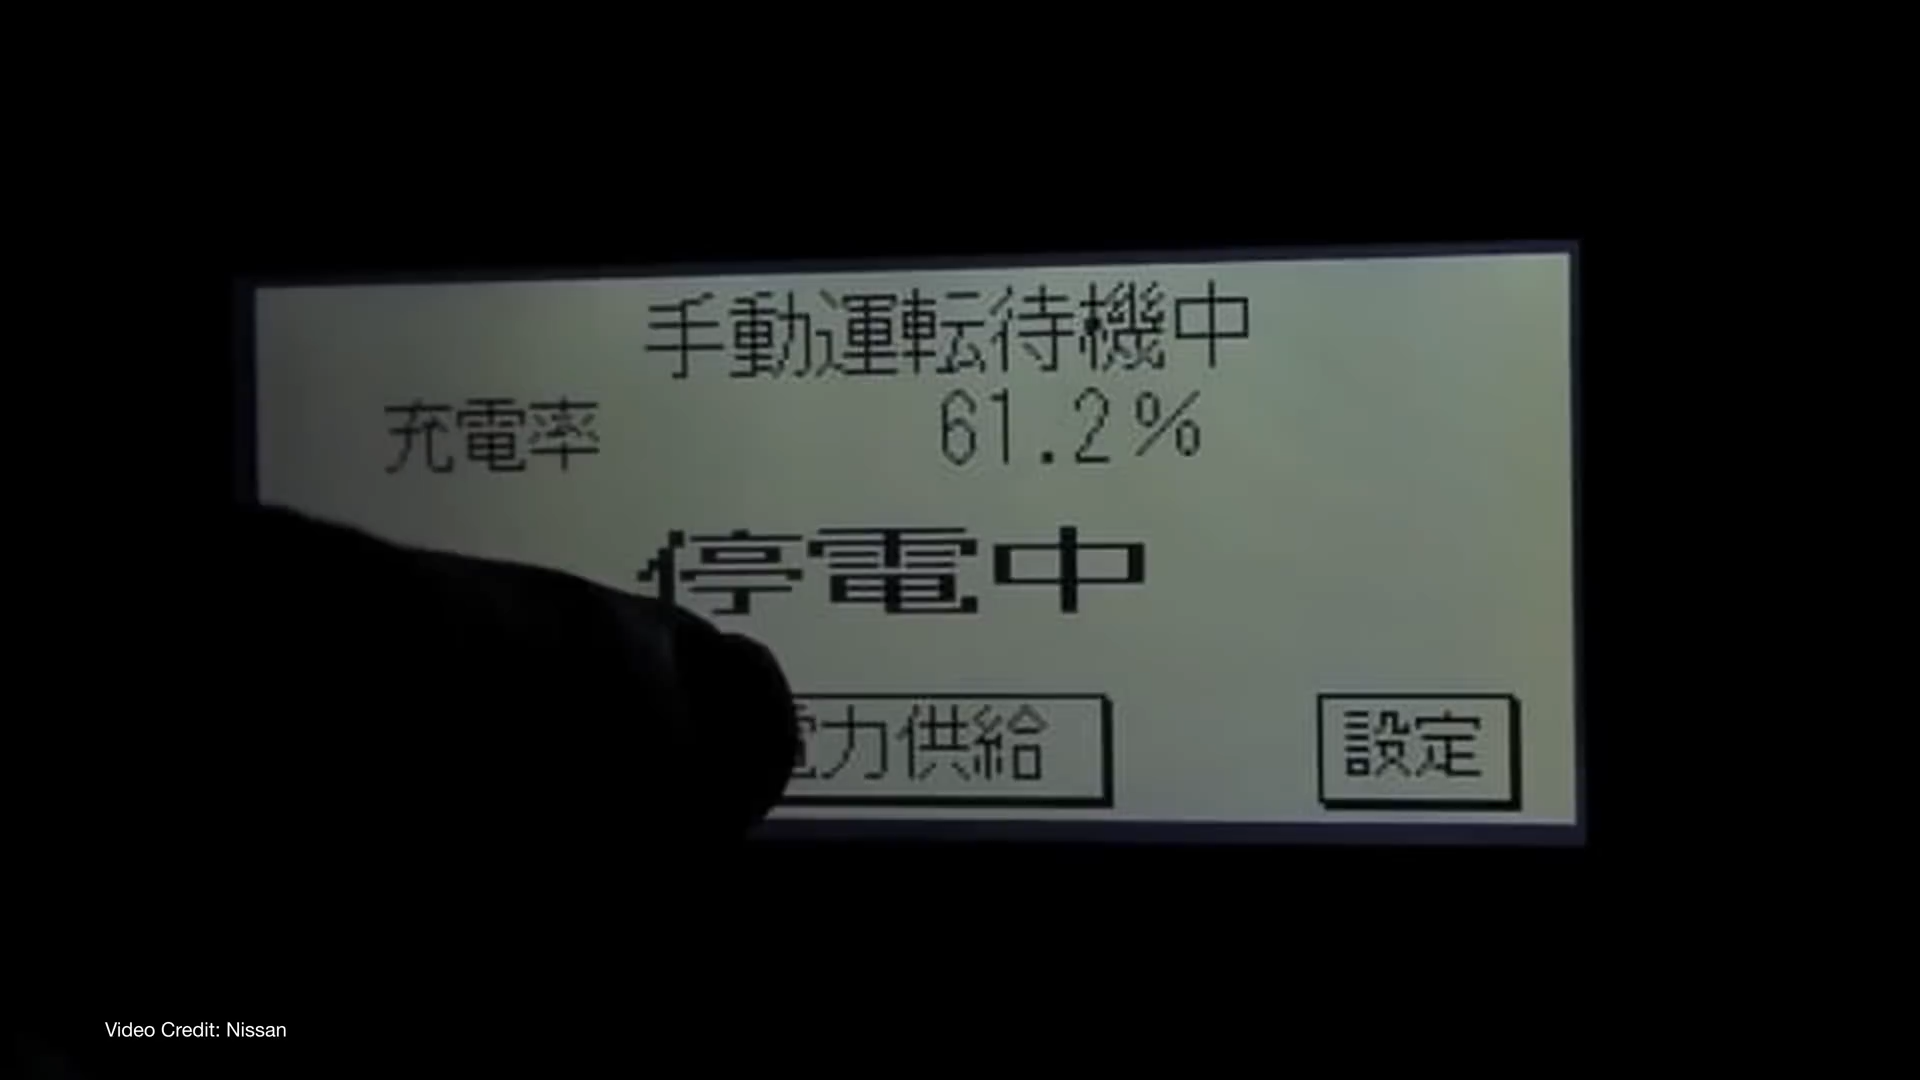 手動運転待機中
充電率 61.2%
停電中
電力供給
設定
Video Credit: Nissan